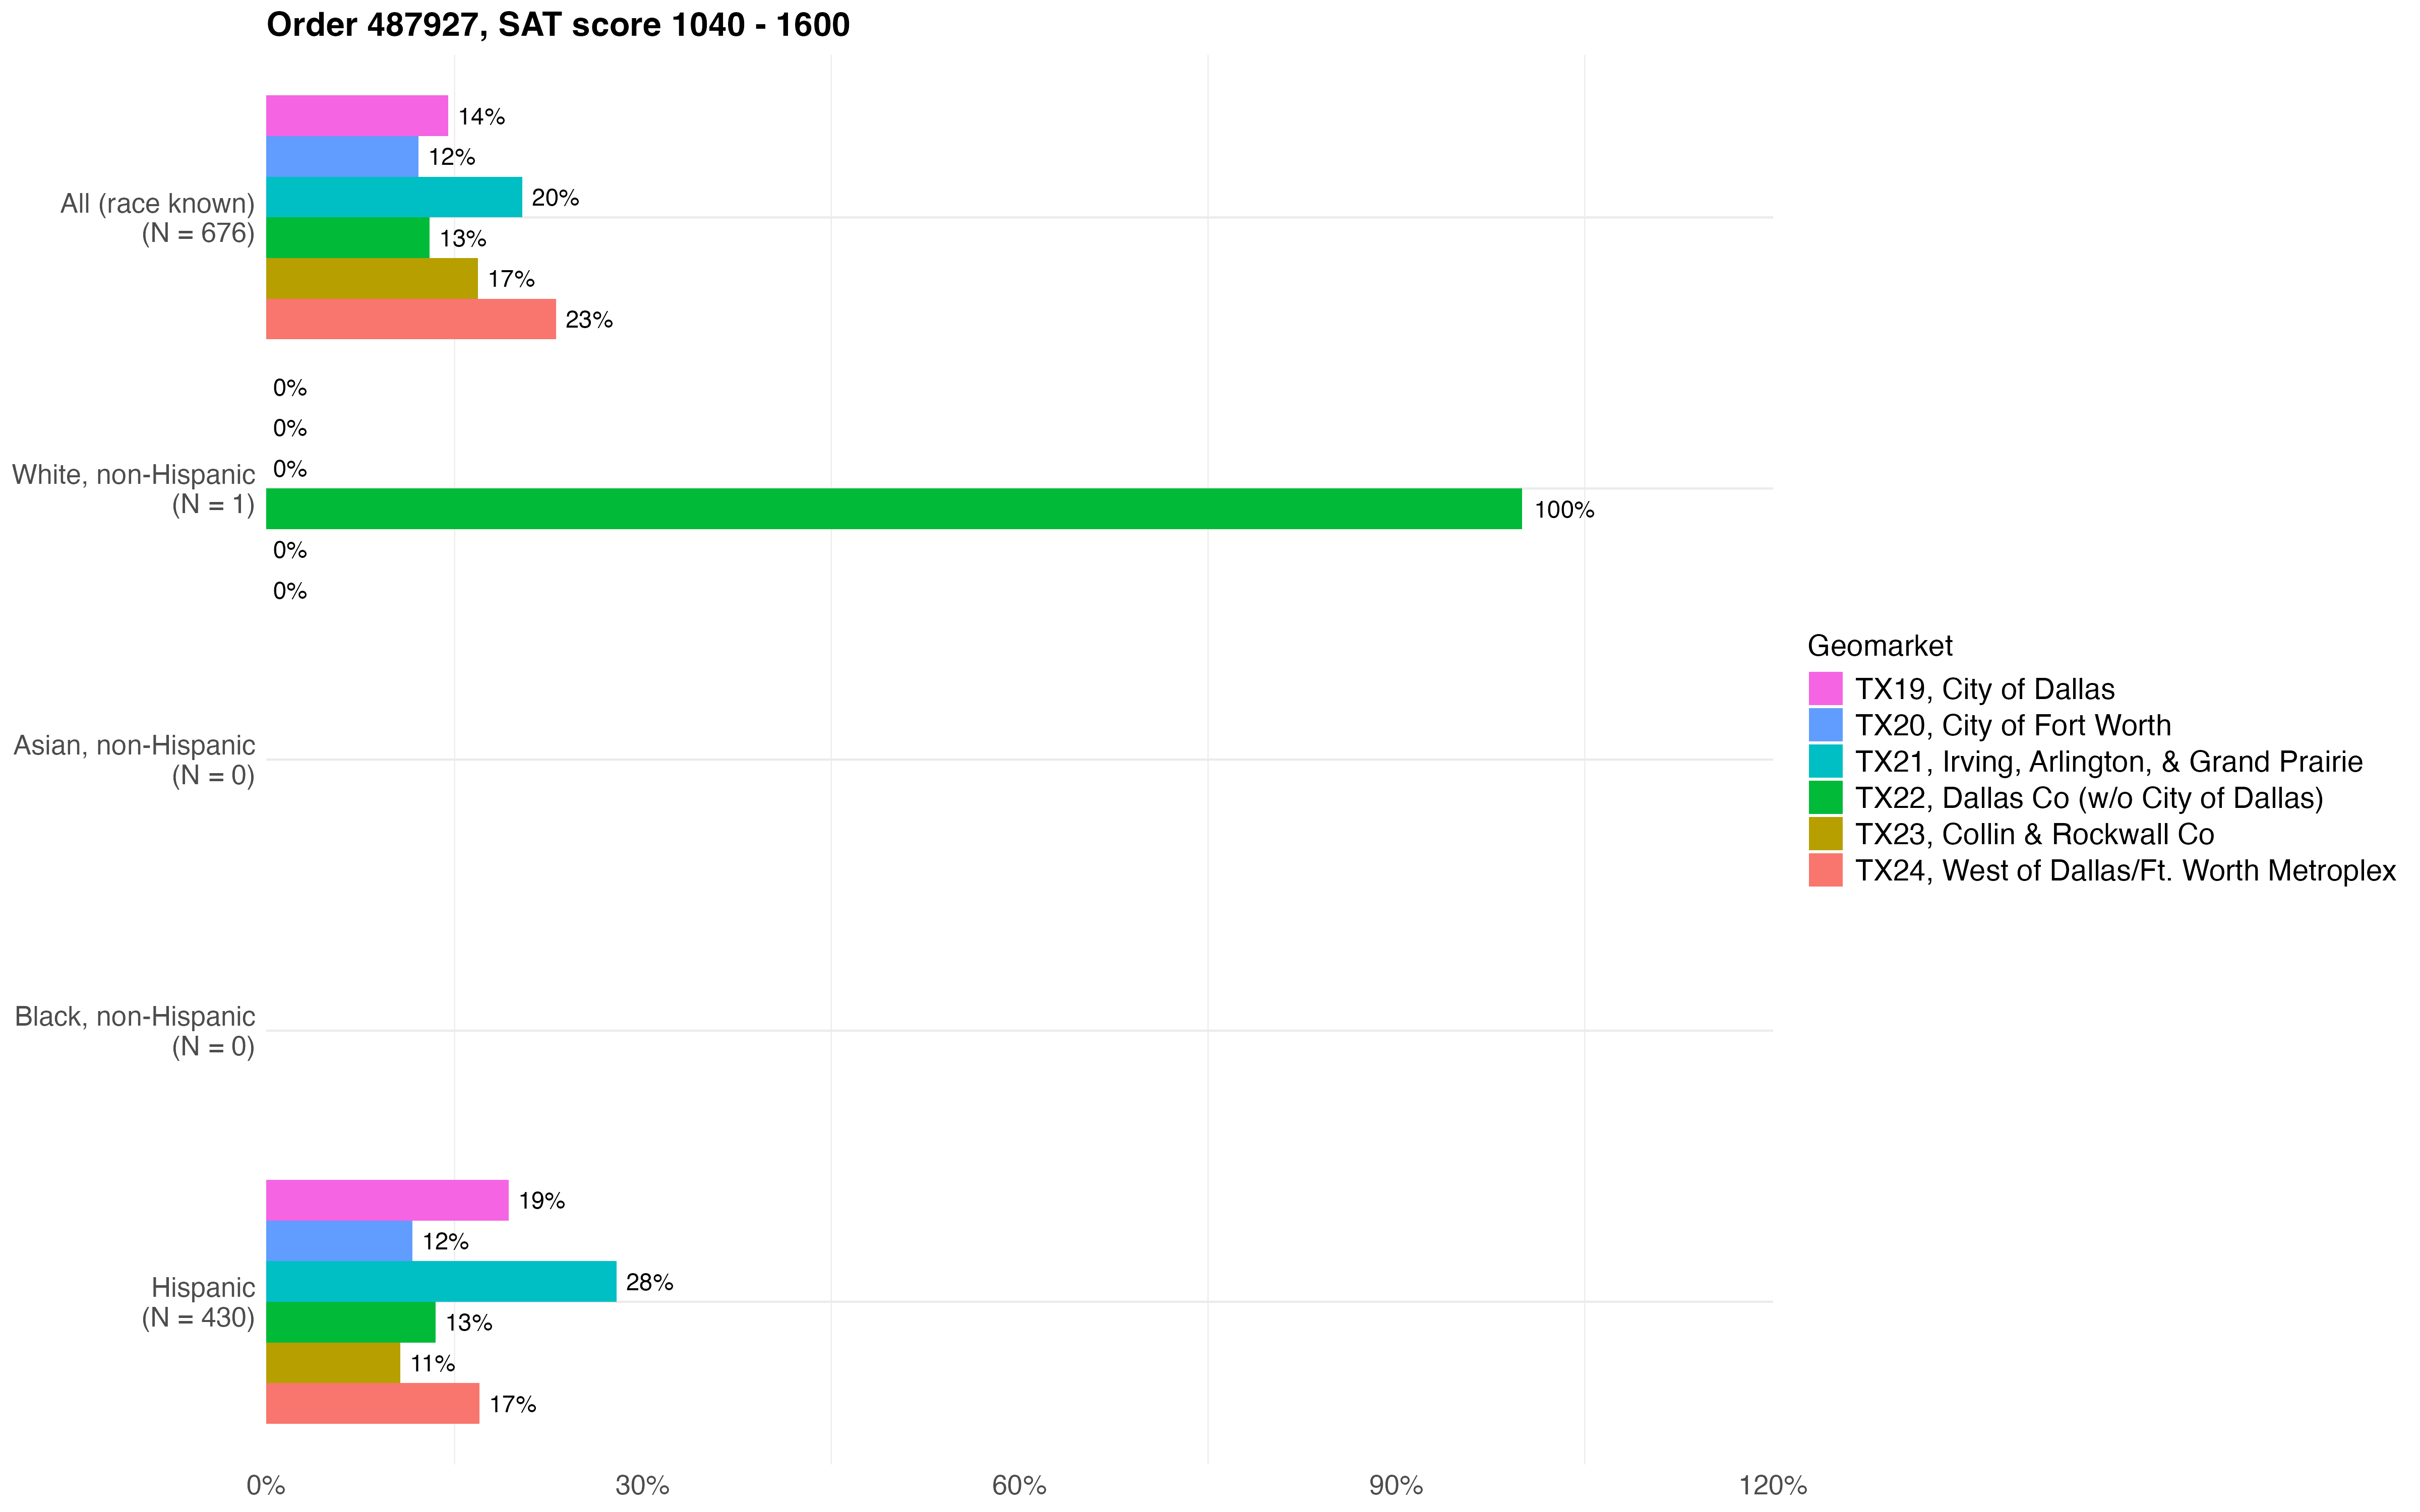 Order 487927, SAT score 1040 - 1600
All (race known)
(N = 676)
14%
12%
20%
13%
17%
23%
White, non-Hispanic
(N = 1)
0%
0%
0%
100%
0%
0%
Asian, non-Hispanic
(N = 0)
Black, non-Hispanic
(N = 0)
Hispanic
(N = 430)
19%
12%
28%
13%
11%
17%
0%
30%
60%
90%
120%
Geomarket
TX19, City of Dallas
TX20, City of Fort Worth
TX21, Irving, Arlington, & Grand Prairie
TX22, Dallas Co (w/o City of Dallas)
TX23, Collin & Rockwall Co
TX24, West of Dallas/Ft. Worth Metroplex